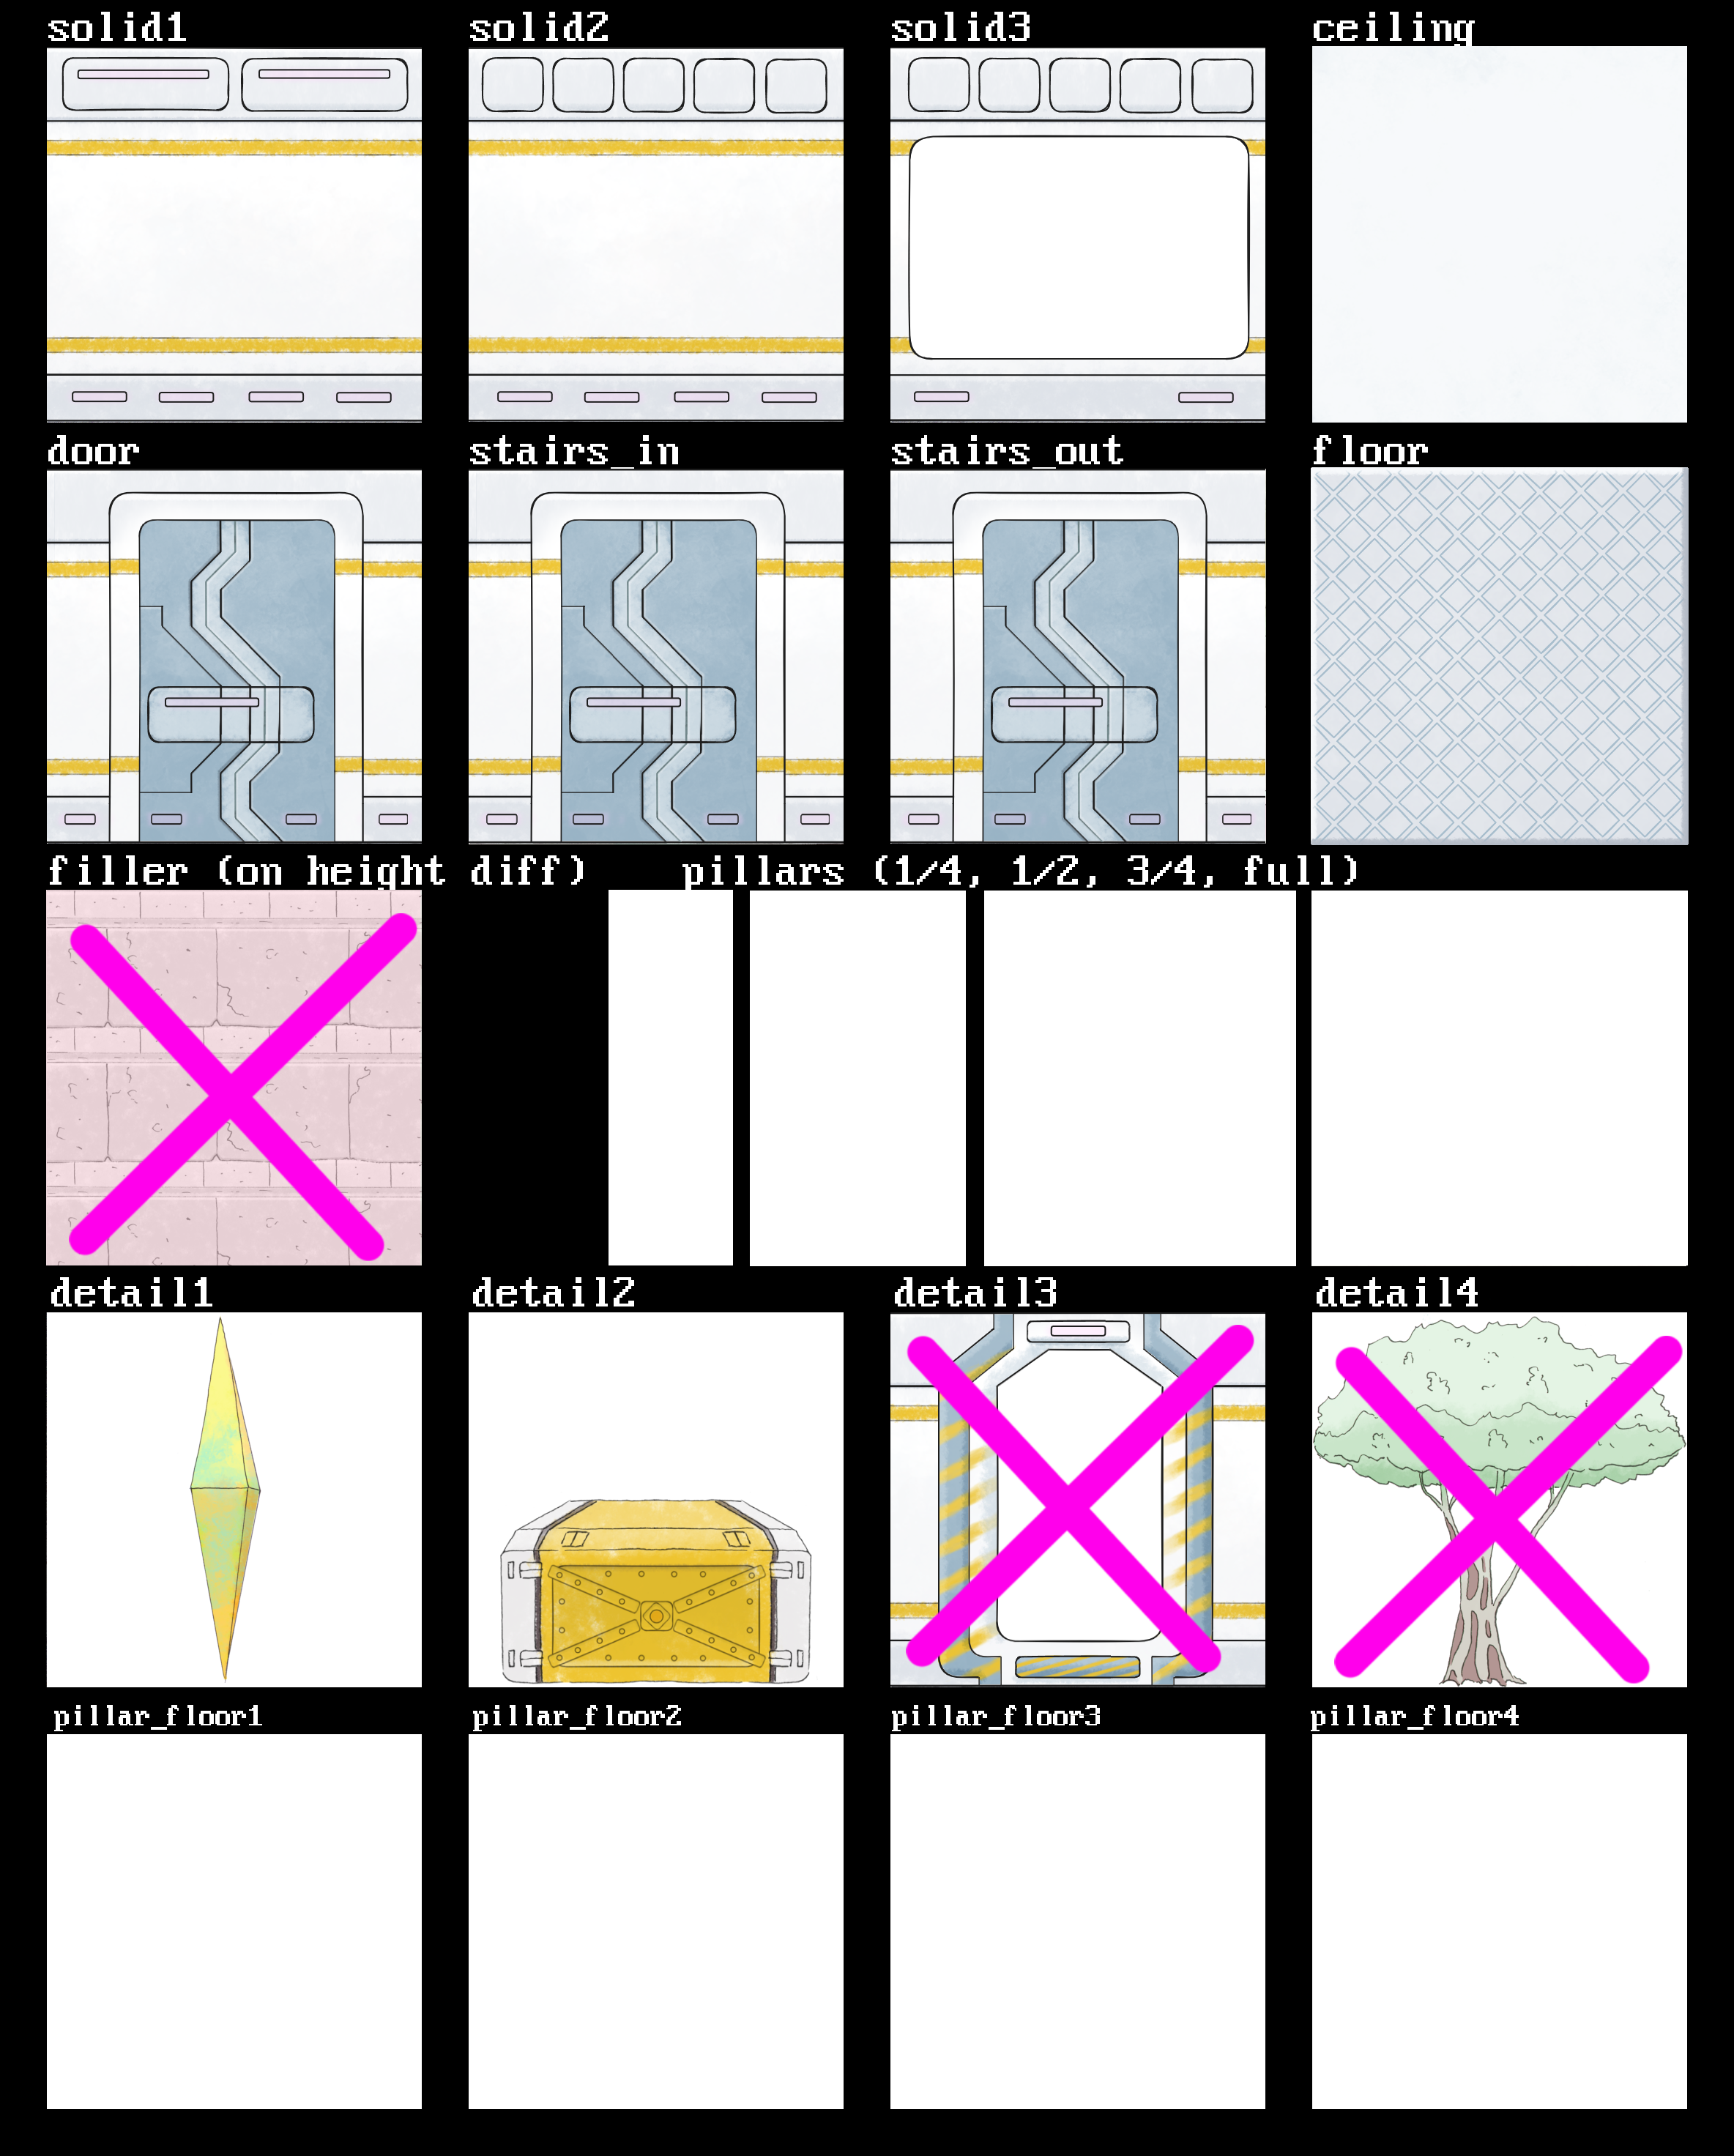 solid1 solid2 solid3 ceiling
door stairs_in stairs_out floor
filler (on height diff) pillars (1/4, 1/2, 3/4, full)
detail1 detail2 detail3 detail4
pillar_floor1 pillar_floor2 pillar_floor3 pillar_floor4